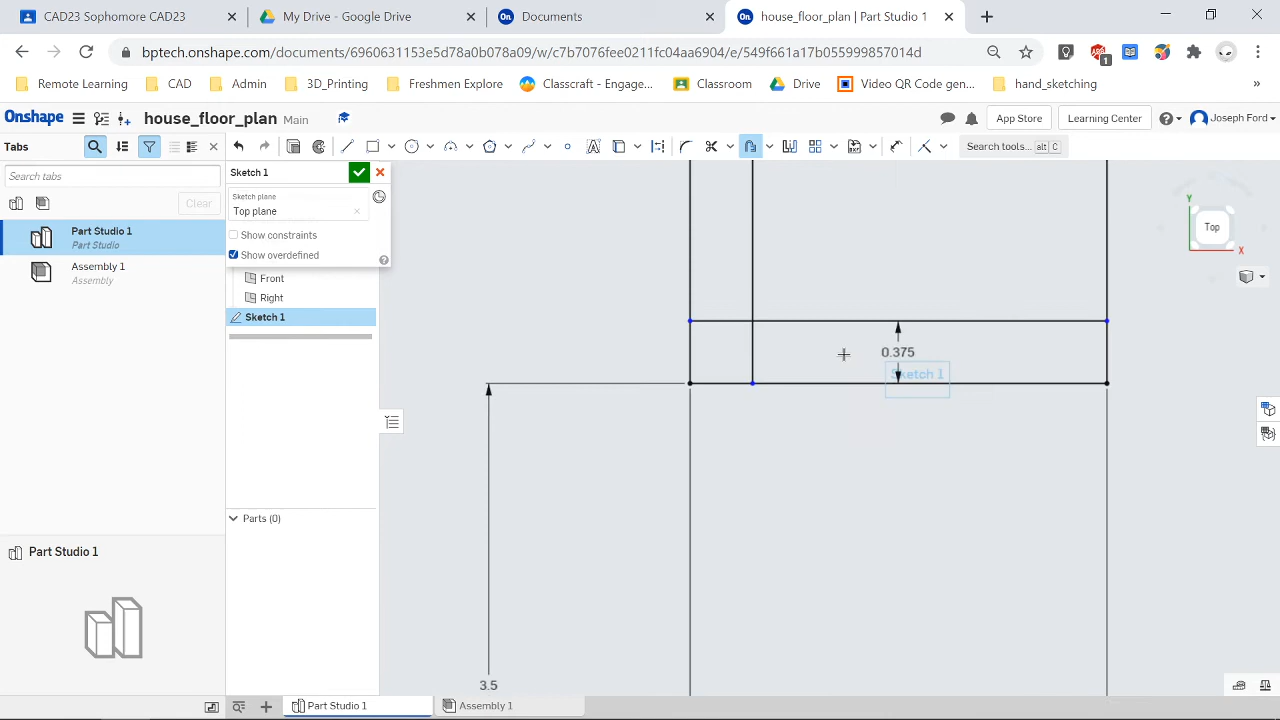 CAD23 Sophomore CAD23
My Drive - Google Drive
Documents
house_floor_plan | Part Studio 1
bptech.onshape.com/documents/6960631153e5d78a0b078a09/w/c7b7076fee0211fc04aa6904/e/549f661a17b055999857014d
Remote Learning
CAD
Admin
3D_Printing
Freshmen Explore
Classcraft - Engage...
Classroom
Drive
Video QR Code gen...
hand_sketching
»
Onshape
house_floor_plan Main
App Store
Learning Center
Joseph Ford
Tabs
Search tools... alt C
Search tabs
Clear
Part Studio 1
Part Studio
Assembly 1
Assembly
Sketch 1
Sketch plane
Top plane
Show constraints
Show overdefined
Front
Right
Sketch 1
Parts (0)
0.375
Sketch 1
3.5
Y
Top
X
Part Studio 1
Part Studio 1
Assembly 1